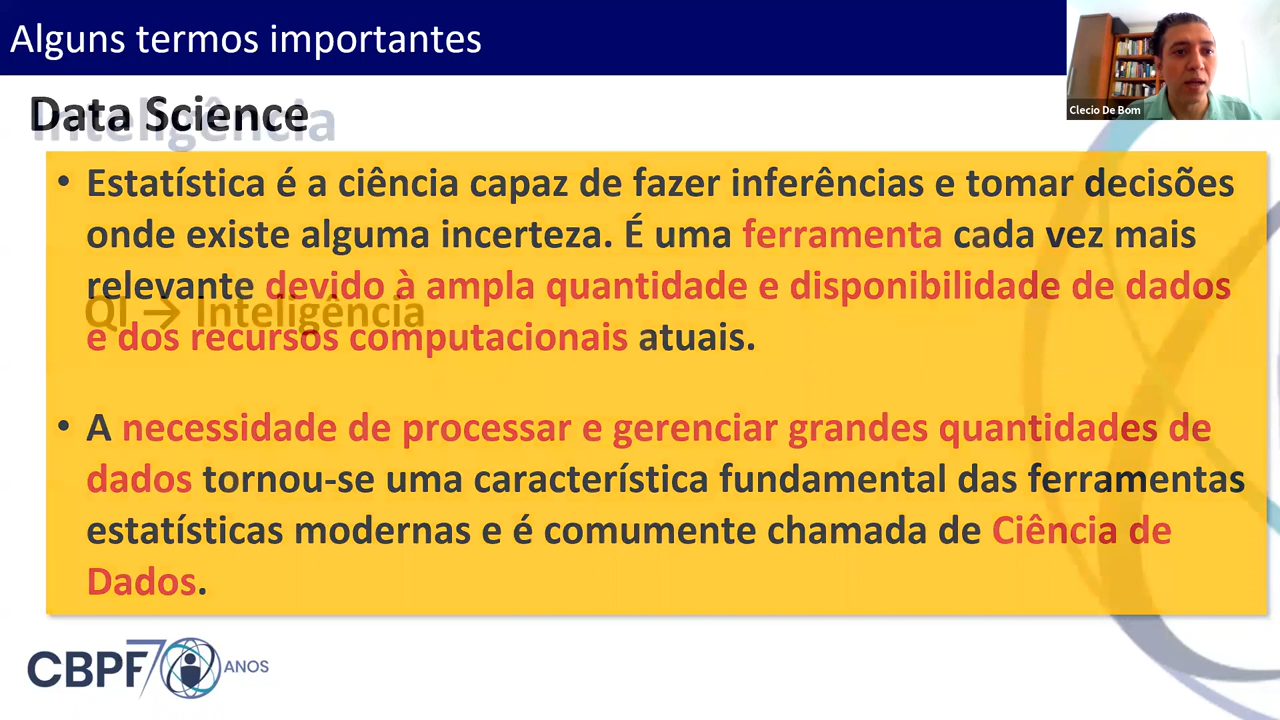 Alguns termos importantes
Clecio De Bom
Data Science
Inteligência
• Estatística é a ciência capaz de fazer inferências e tomar decisões
onde existe alguma incerteza. É uma ferramenta cada vez mais
relevante devido à ampla quantidade e disponibilidade de dados
QI → Inteligência
e dos recursos computacionais atuais.
• A necessidade de processar e gerenciar grandes quantidades de
dados tornou-se uma característica fundamental das ferramentas
estatísticas modernas e é comumente chamada de Ciência de
Dados.
CBPF 70 ANOS